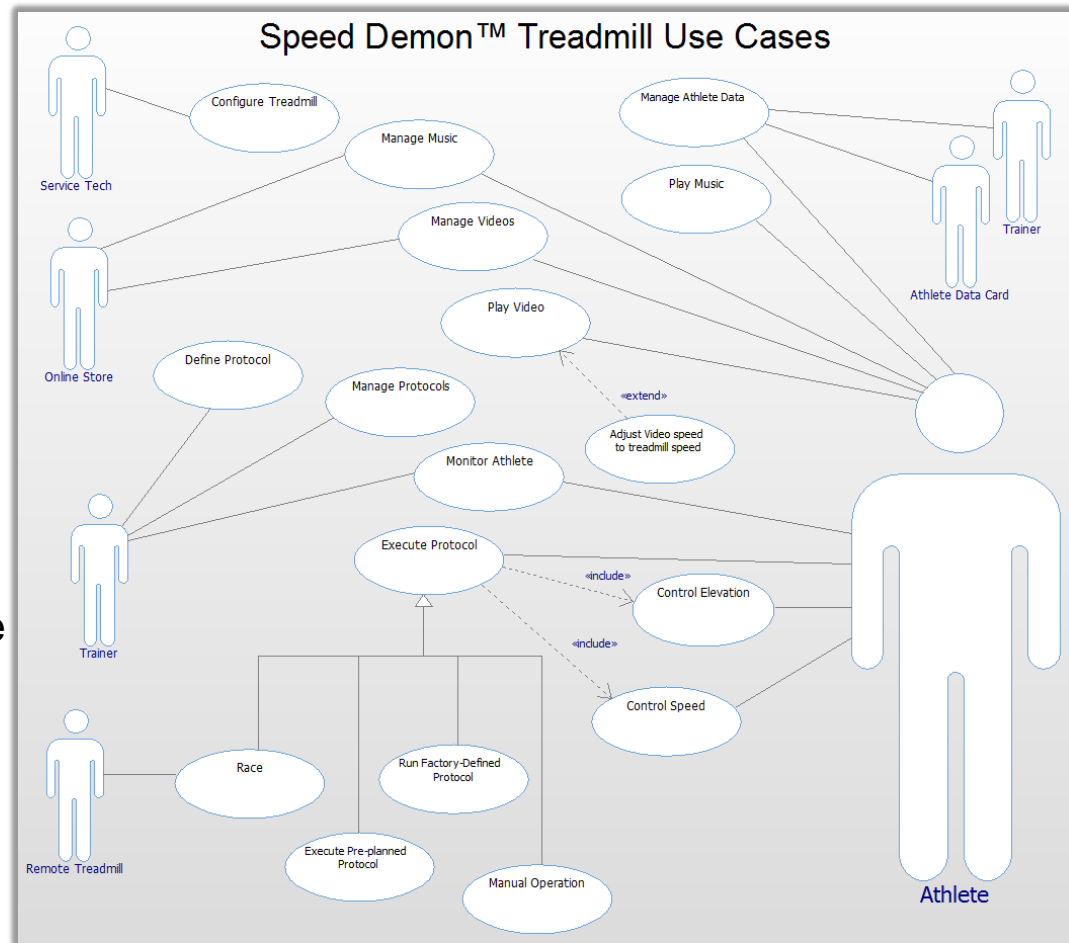 Speed Demon™ Treadmill Use Cases
Configure Treadmill
Manage Athlete Data
Manage Music
Service Tech
Play Music
Manage Videos
Trainer
Athlete Data Card
Play Video
Define Protocol
Online Store
Manage Protocols
«extend»
Adjust Video speed
to treadmill speed
Monitor Athlete
Execute Protocol
«include»
Control Elevation
e
Trainer
«include»
Control Speed
Race
Run Factory-Defined
Protocol
Execute Pre-planned
Protocol
Remote Treadmill
Manual Operation
Athlete